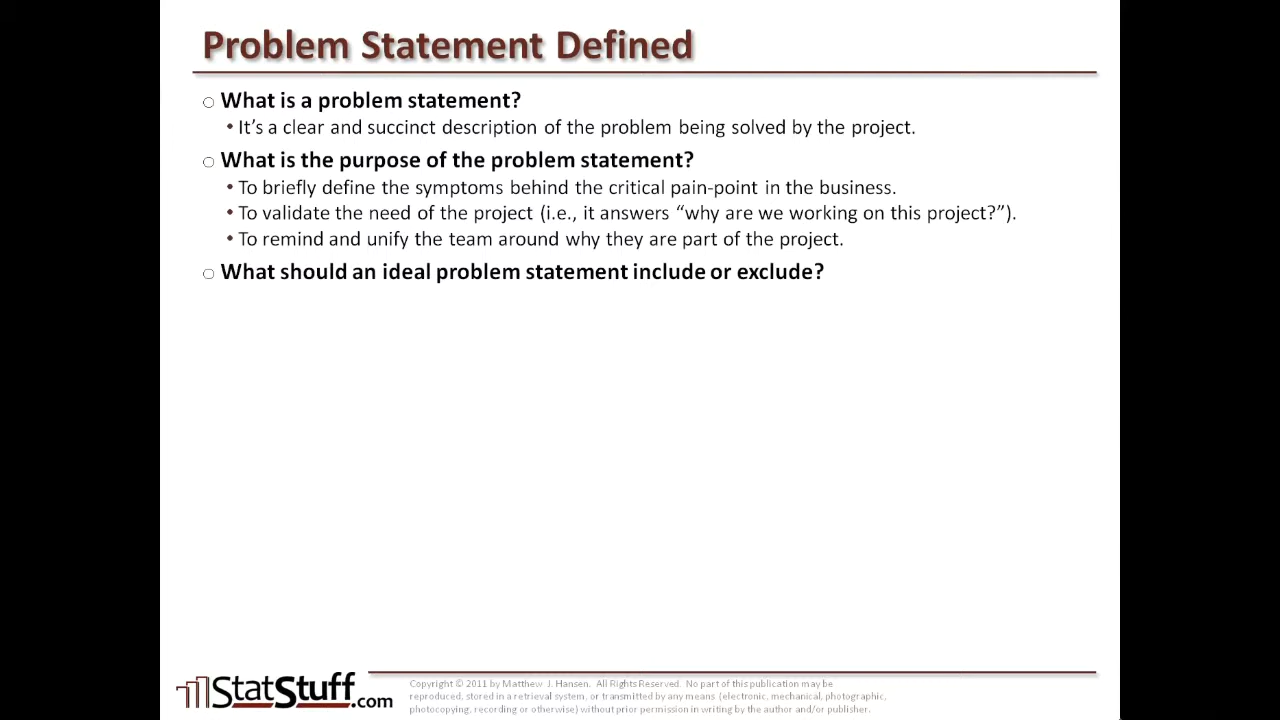 Problem Statement Defined
○ What is a problem statement?
• It's a clear and succinct description of the problem being solved by the project.
○ What is the purpose of the problem statement?
• To briefly define the symptoms behind the critical pain-point in the business.
• To validate the need of the project (i.e., it answers “why are we working on this project?”).
• To remind and unify the team around why they are part of the project.
○ What should an ideal problem statement include or exclude?
StatStuff.com
Copyright © 2011 by Matthew J. Hansen. All Rights Reserved. No part of this publication may be
reproduced, stored in a retrieval system, or transmitted by any means (electronic, mechanical, photographic,
photocopying, recording or otherwise) without prior permission in writing by the author and/or publisher.